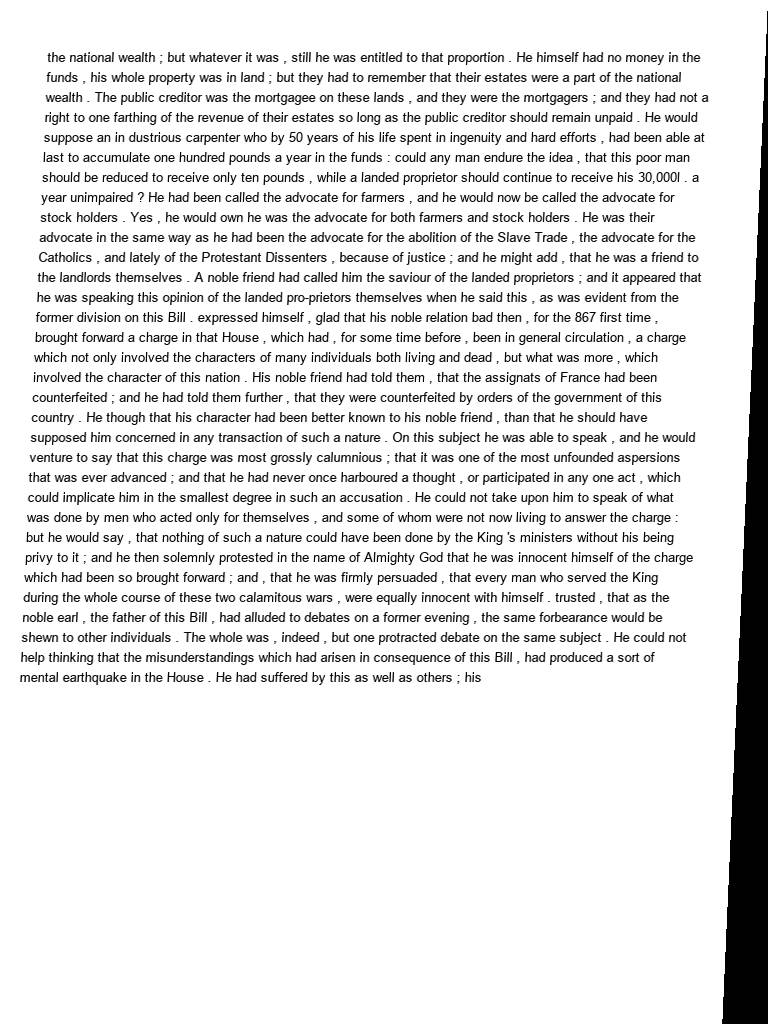 the national wealth ; but whatever it was , still he was entitled to that proportion . He himself had no money in the
funds , his whole property was in land ; but they had to remember that their estates were a part of the national
wealth . The public creditor was the mortgagee on these lands , and they were the mortgagers ; and they had not a
right to one farthing of the revenue of their estates so long as the public creditor should remain unpaid . He would
suppose an in dustrious carpenter who by 50 years of his life spent in ingenuity and hard efforts , had been able at
last to accumulate one hundred pounds a year in the funds : could any man endure the idea , that this poor man
should be reduced to receive only ten pounds , while a landed proprietor should continue to receive his 30,000l . a
year unimpaired ? He had been called the advocate for farmers , and he would now be called the advocate for
stock holders . Yes , he would own he was the advocate for both farmers and stock holders . He was their
advocate in the same way as he had been the advocate for the abolition of the Slave Trade , the advocate for the
Catholics , and lately of the Protestant Dissenters , because of justice ; and he might add , that he was a friend to
the landlords themselves . A noble friend had called him the saviour of the landed proprietors ; and it appeared that
he was speaking this opinion of the landed pro-prietors themselves when he said this , as was evident from the
former division on this Bill . expressed himself , glad that his noble relation bad then , for the 867 first time ,
brought forward a charge in that House , which had , for some time before , been in general circulation , a charge
which not only involved the characters of many individuals both living and dead , but what was more , which
involved the character of this nation . His noble friend had told them , that the assignats of France had been
counterfeited ; and he had told them further , that they were counterfeited by orders of the government of this
country . He though that his character had been better known to his noble friend , than that he should have
supposed him concerned in any transaction of such a nature . On this subject he was able to speak , and he would
venture to say that this charge was most grossly calumnious ; that it was one of the most unfounded aspersions
that was ever advanced ; and that he had never once harboured a thought , or participated in any one act , which
could implicate him in the smallest degree in such an accusation . He could not take upon him to speak of what
was done by men who acted only for themselves , and some of whom were not now living to answer the charge :
but he would say , that nothing of such a nature could have been done by the King 's ministers without his being
privy to it ; and he then solemnly protested in the name of Almighty God that he was innocent himself of the charge
which had been so brought forward ; and , that he was firmly persuaded , that every man who served the King
during the whole course of these two calamitous wars , were equally innocent with himself . trusted , that as the
noble earl , the father of this Bill , had alluded to debates on a former evening , the same forbearance would be
shewn to other individuals . The whole was , indeed , but one protracted debate on the same subject . He could not
help thinking that the misunderstandings which had arisen in consequence of this Bill , had produced a sort of
mental earthquake in the House . He had suffered by this as well as others ; his